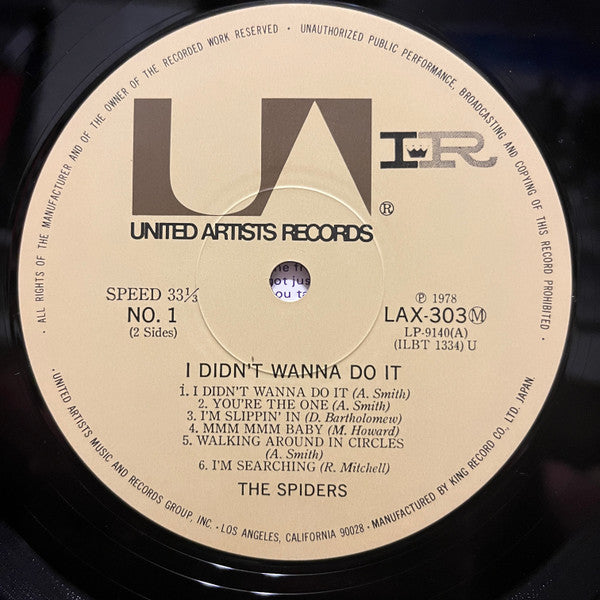 · ALL RIGHTS OF THE MANUFACTURER AND OF THE OWNER OF THE RECORDED WORK RESERVED · UNAUTHORIZED PUBLIC PERFORMANCE, BROADCASTING AND COPYING OF THIS RECORD PROHIBITED ·
UA
IR
®
UNITED ARTISTS RECORDS
got jus
ou ta
SPEED 33⅓
NO. 1
(2 Sides)
Ⓟ 1978
LAX-303Ⓜ
LP-9140(A)
(ILBT 1334) U
I DIDN'T WANNA DO IT
1. I DIDN'T WANNA DO IT (A. Smith)
2. YOU'RE THE ONE (A. Smith)
3. I'M SLIPPIN' IN (D. Bartholomew)
4. MMM MMM BABY (M. Howard)
5. WALKING AROUND IN CIRCLES
(A. Smith)
6. I'M SEARCHING (R. Mitchell)
THE SPIDERS
· UNITED ARTISTS MUSIC AND RECORDS GROUP, INC. · LOS ANGELES, CALIFORNIA 90028 · MANUFACTURED BY KING RECORD CO., LTD. JAPAN.